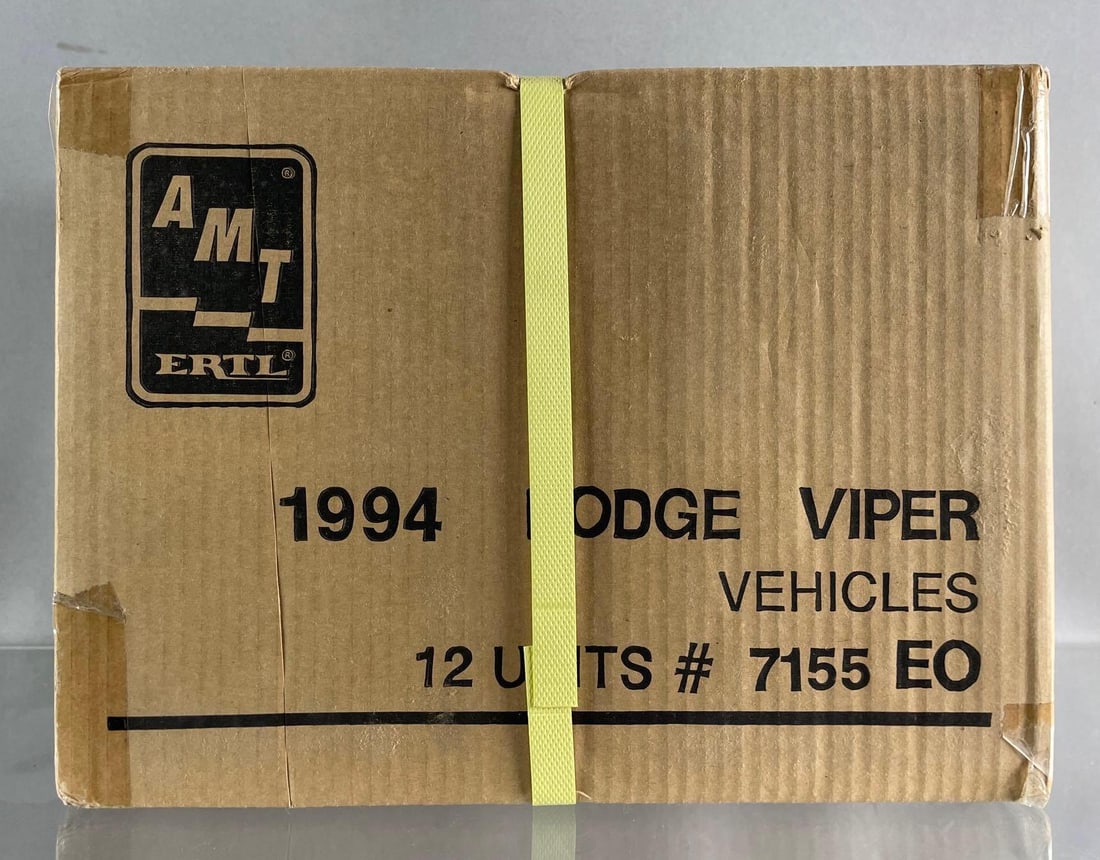 AMT®
ERTL®
1994 DODGE VIPER
VEHICLES
12 UNITS # 7155 EO